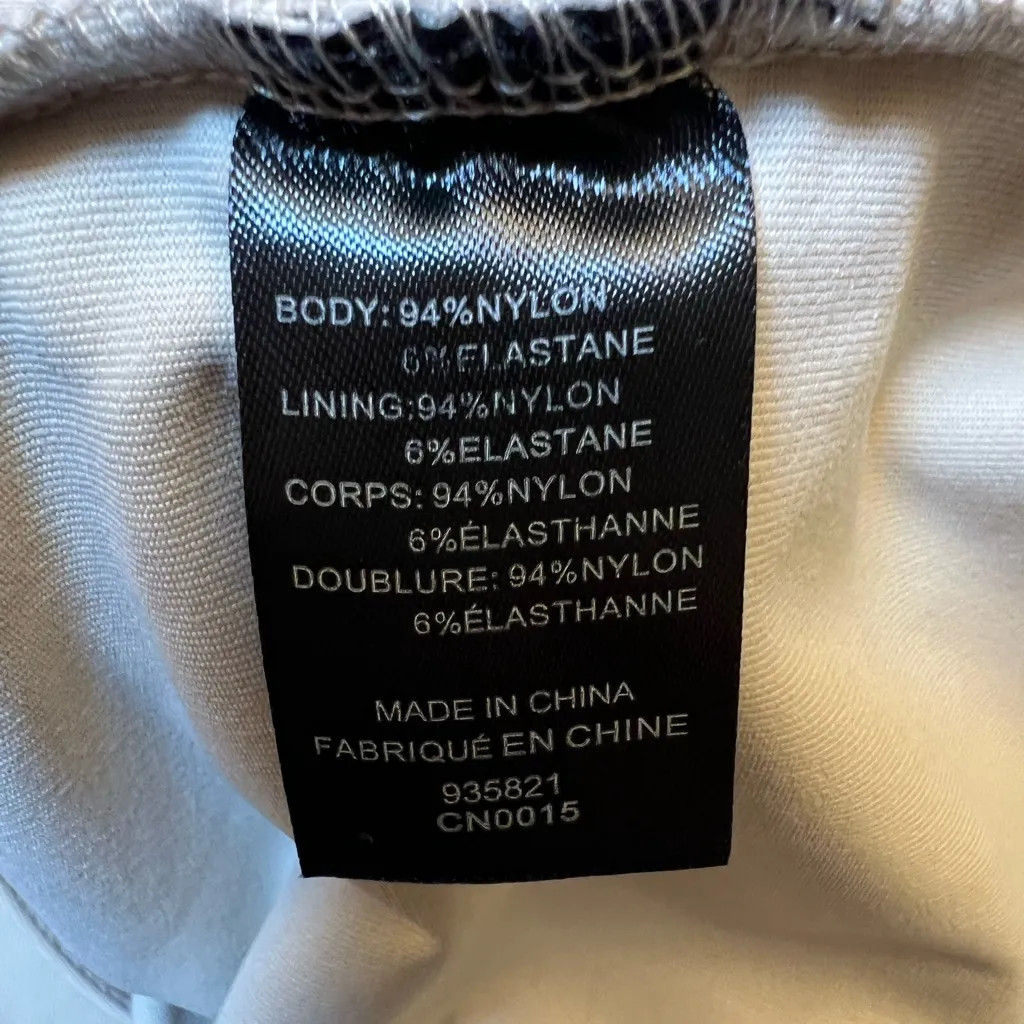 BODY: 94%NYLON
6%ELASTANE
LINING:94%NYLON
6%ELASTANE
CORPS: 94%NYLON
6%ÉLASTHANNE
DOUBLURE: 94%NYLON
6%ÉLASTHANNE
MADE IN CHINA
FABRIQUÉ EN CHINE
935821
CN0015